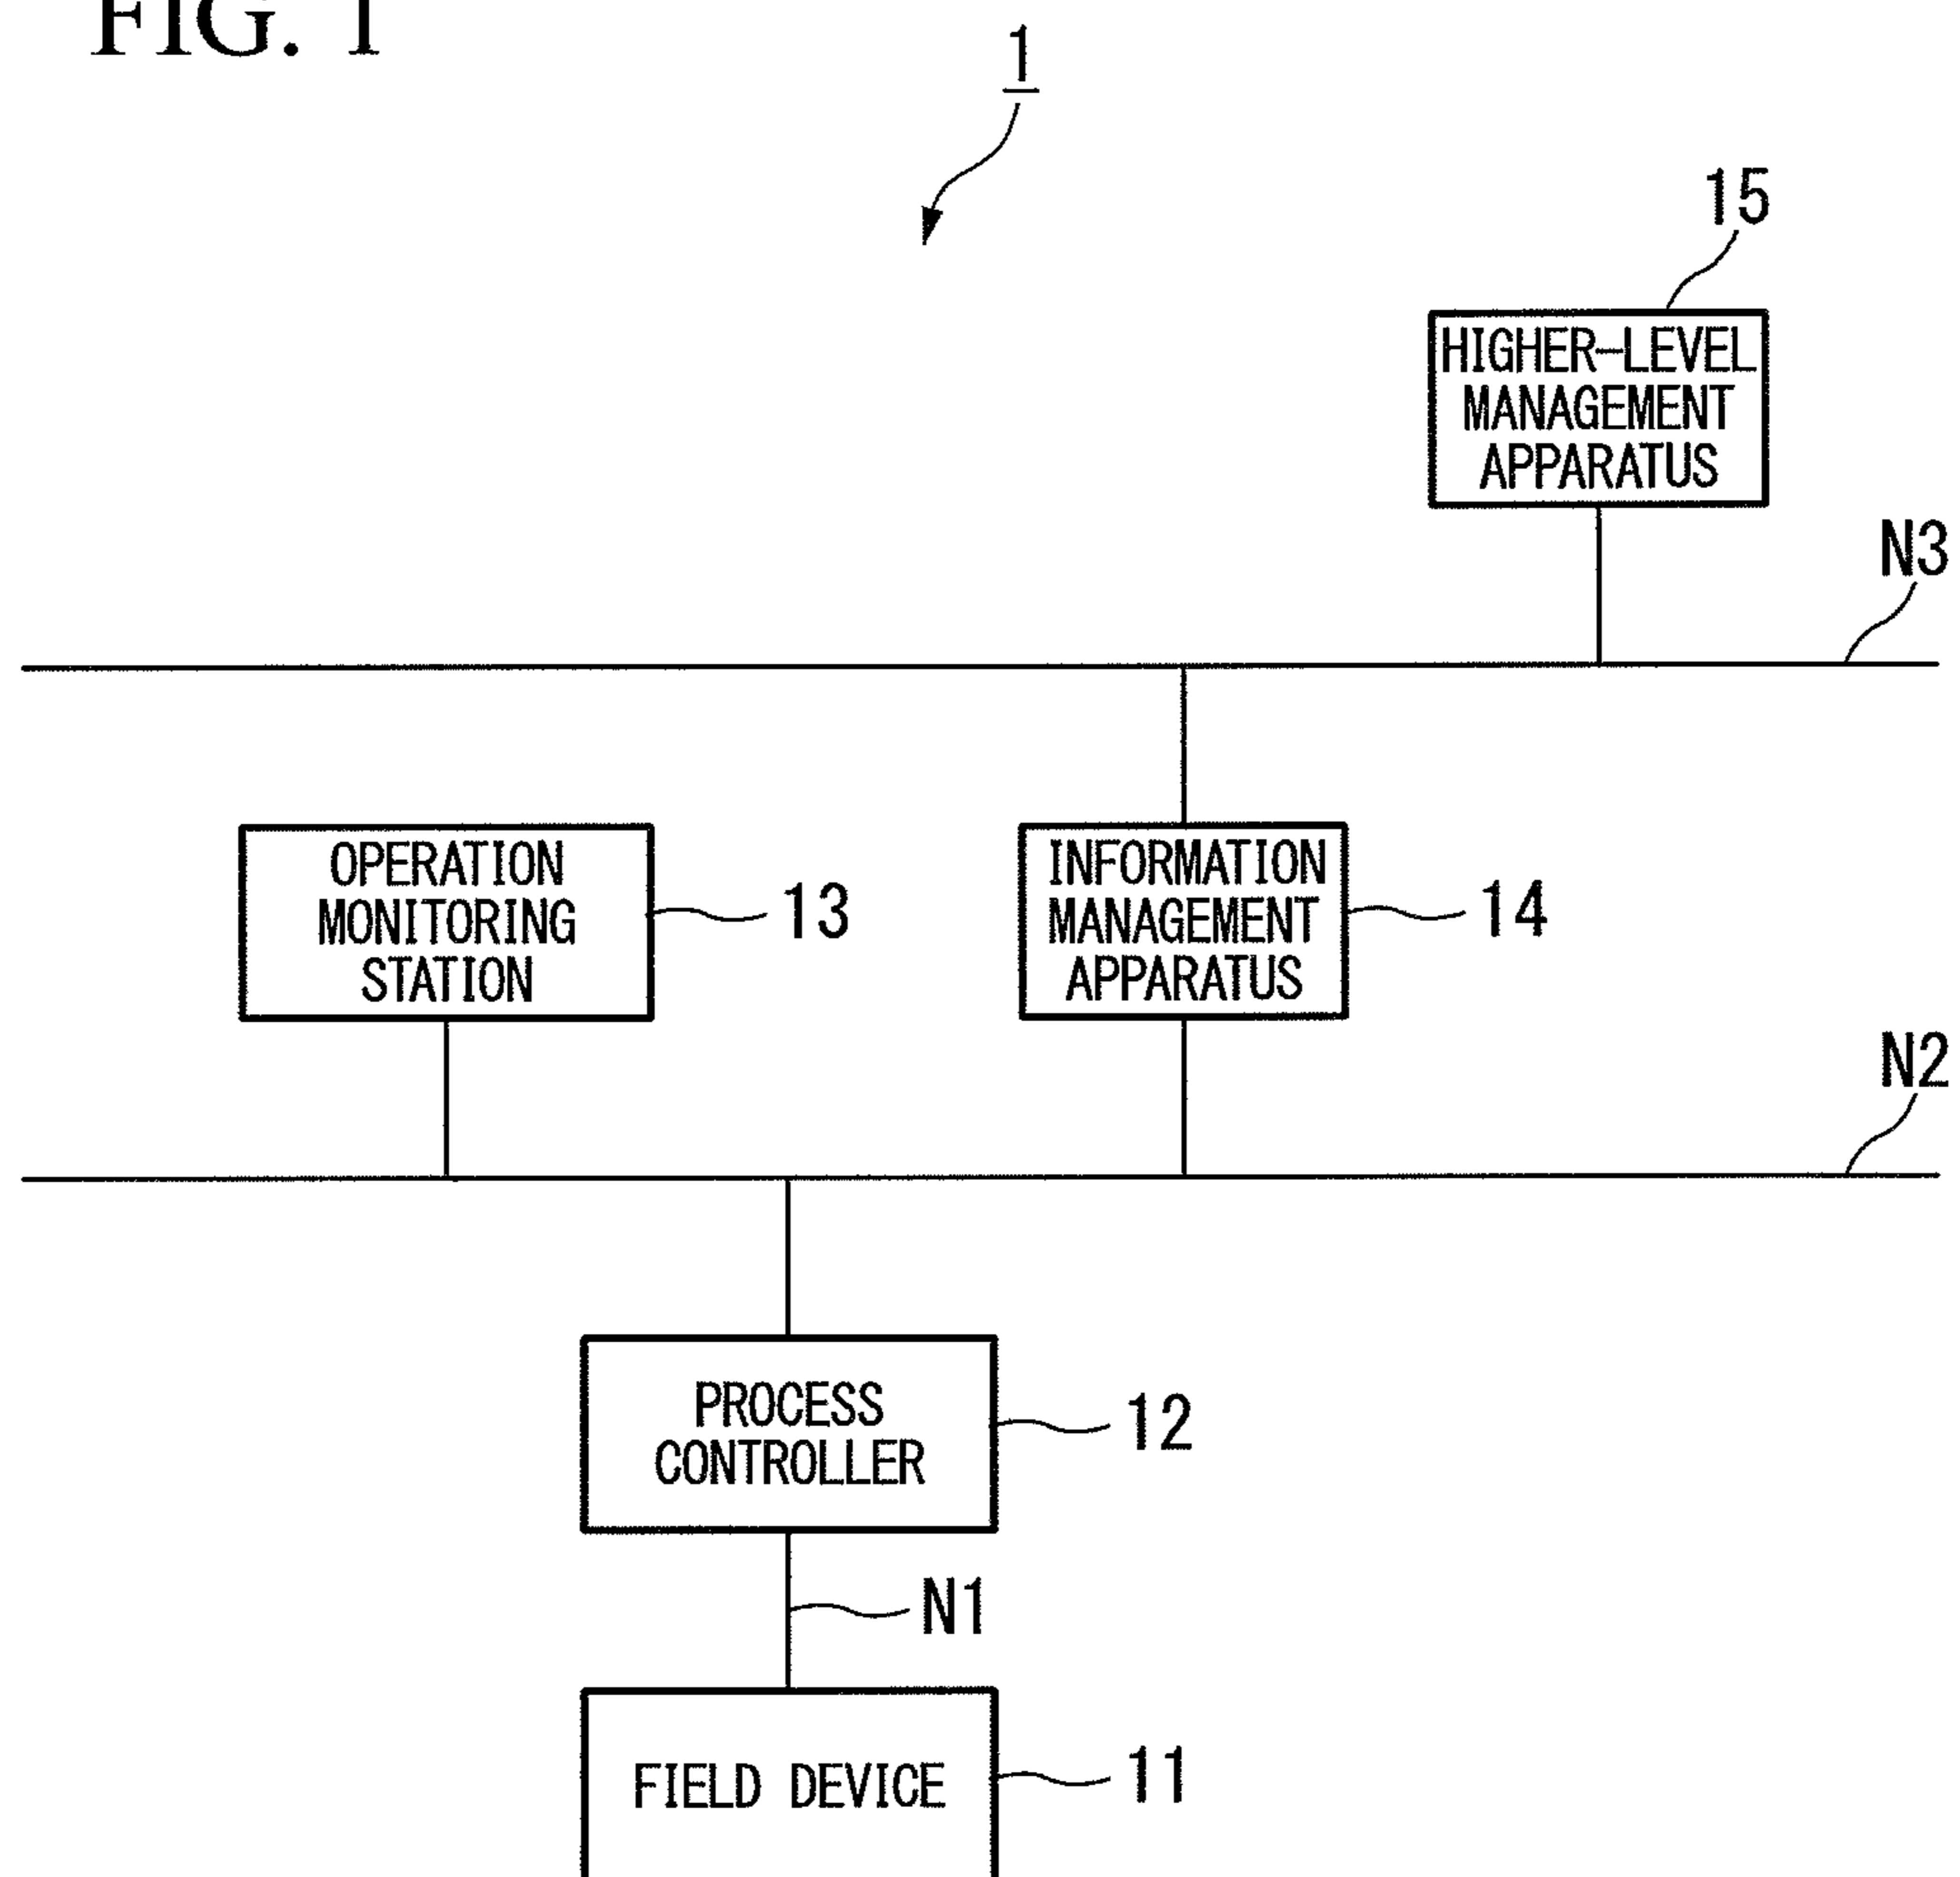 FIG. 1
1
15
HIGHER-LEVEL
MANAGEMENT
APPARATUS
N3
OPERATION
MONITORING
STATION
13
INFORMATION
MANAGEMENT
APPARATUS
14
N2
PROCESS
CONTROLLER
12
N1
FIELD DEVICE
11